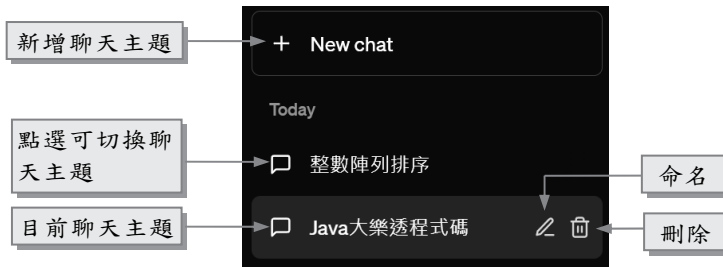 新增聊天主題
New chat
Today
點選可切換聊
天主題
整數陣列排序
命名
目前聊天主題
Java大樂透程式碼
刪除